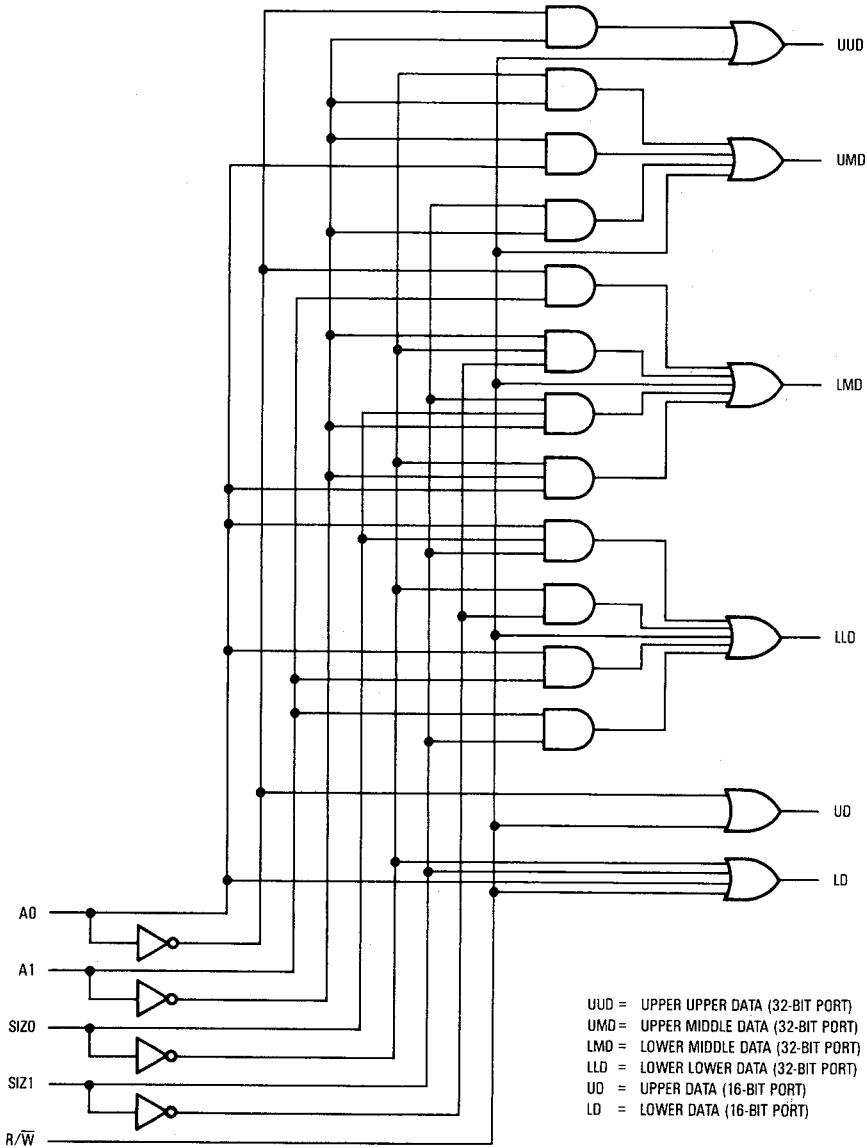 UUD
UMD
LMD
LLD
UD
LD
A0
A1
SIZ0
SIZ1
R/W̅
UUD = UPPER UPPER DATA (32-BIT PORT)
UMD = UPPER MIDDLE DATA (32-BIT PORT)
LMD = LOWER MIDDLE DATA (32-BIT PORT)
LLD = LOWER LOWER DATA (32-BIT PORT)
UD = UPPER DATA (16-BIT PORT)
LD = LOWER DATA (16-BIT PORT)